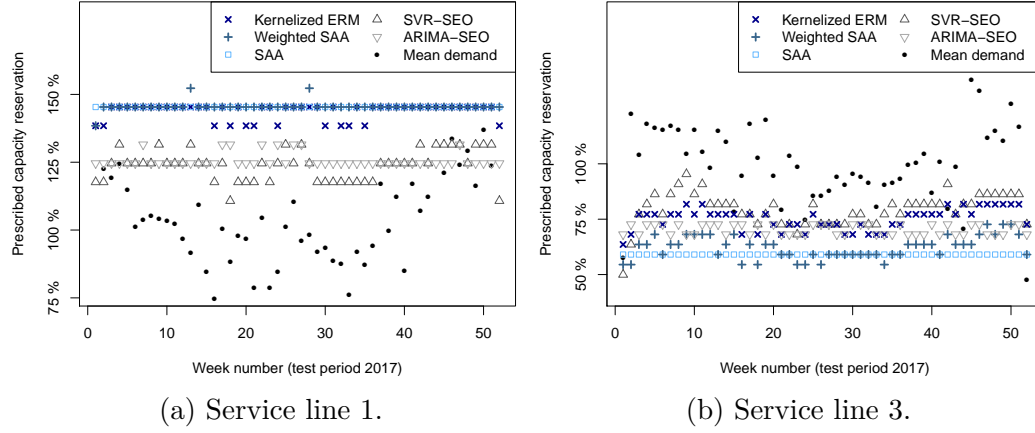 Kernelized ERM
Weighted SAA
SAA
SVR−SEO
ARIMA−SEO
Mean demand
Prescribed capacity reservation
150 %
125 %
100 %
75 %
0 10 20 30 40 50
Week number (test period 2017)
(a) Service line 1.
Kernelized ERM
Weighted SAA
SAA
SVR−SEO
ARIMA−SEO
Mean demand
Prescribed capacity reservation
100 %
75 %
50 %
0 10 20 30 40 50
Week number (test period 2017)
(b) Service line 3.